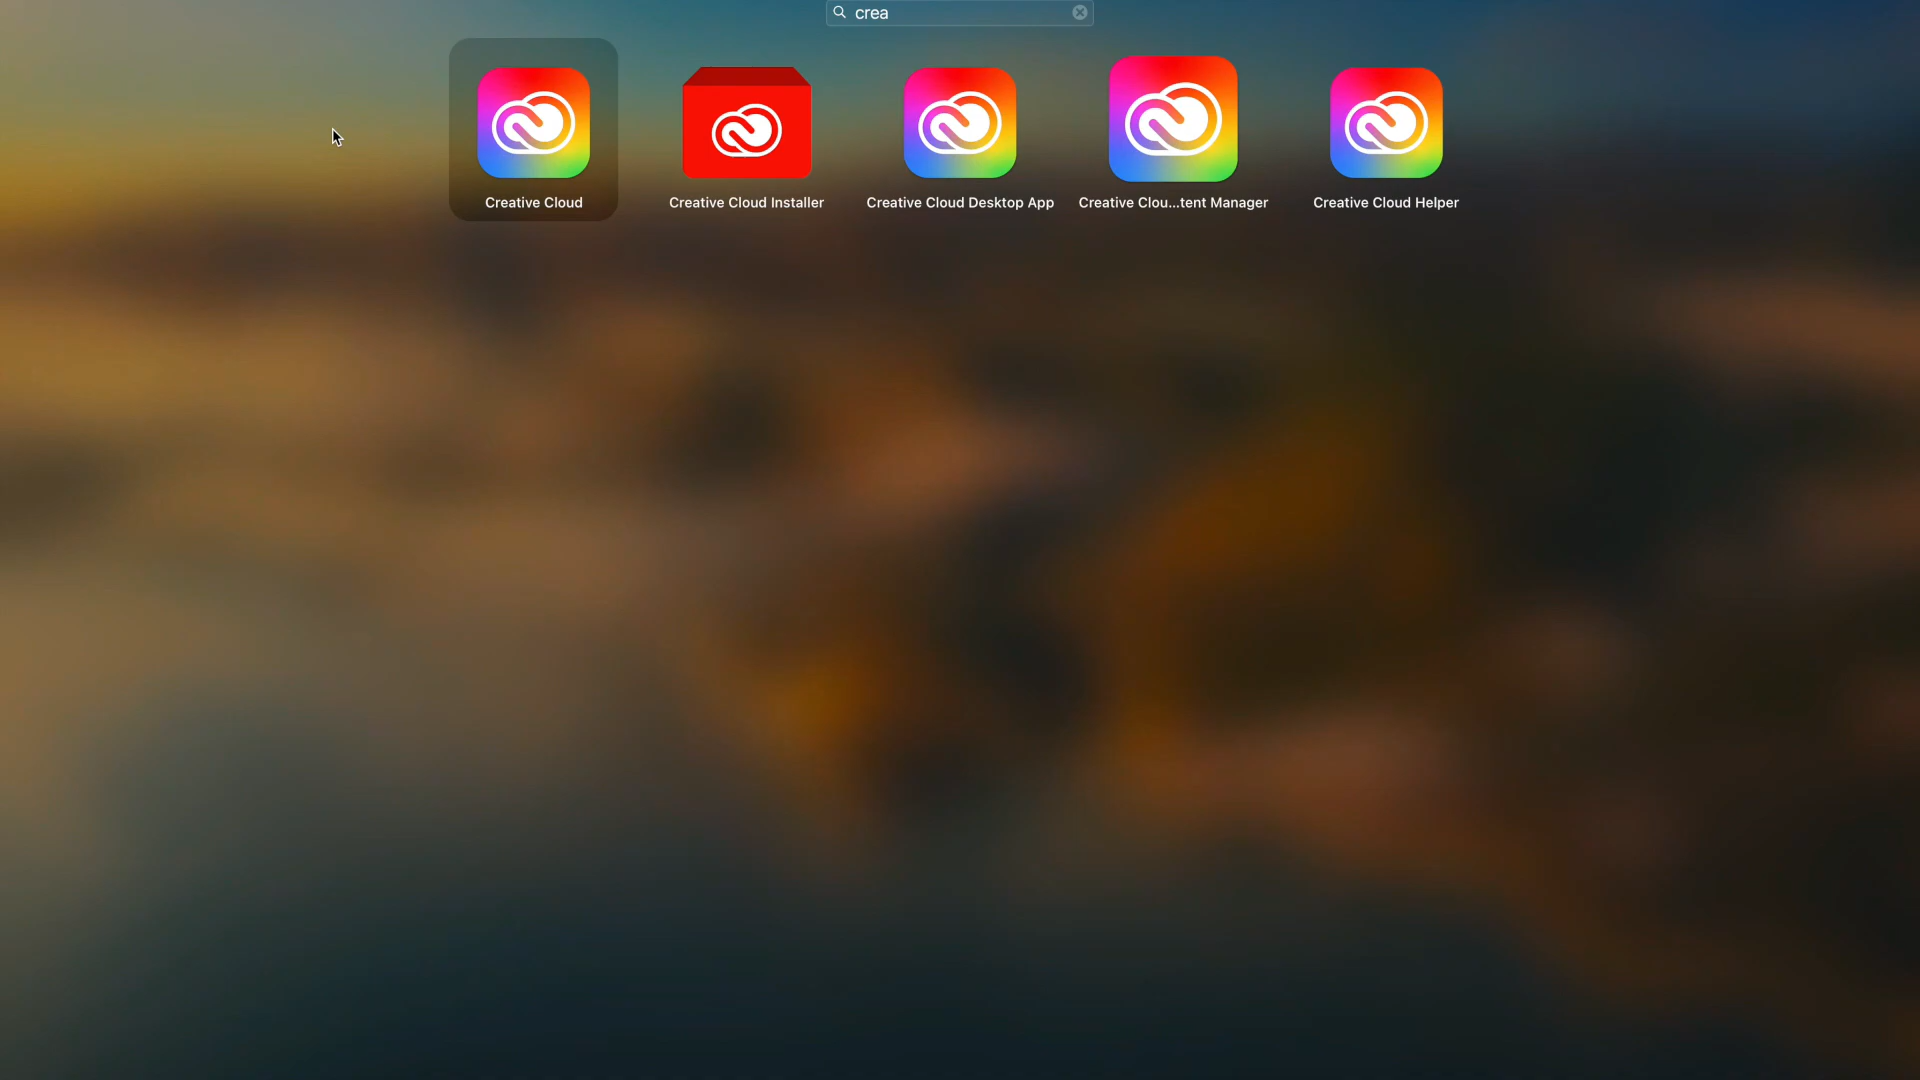 crea
Creative Cloud
Creative Cloud Installer
Creative Cloud Desktop App
Creative Clou...tent Manager
Creative Cloud Helper